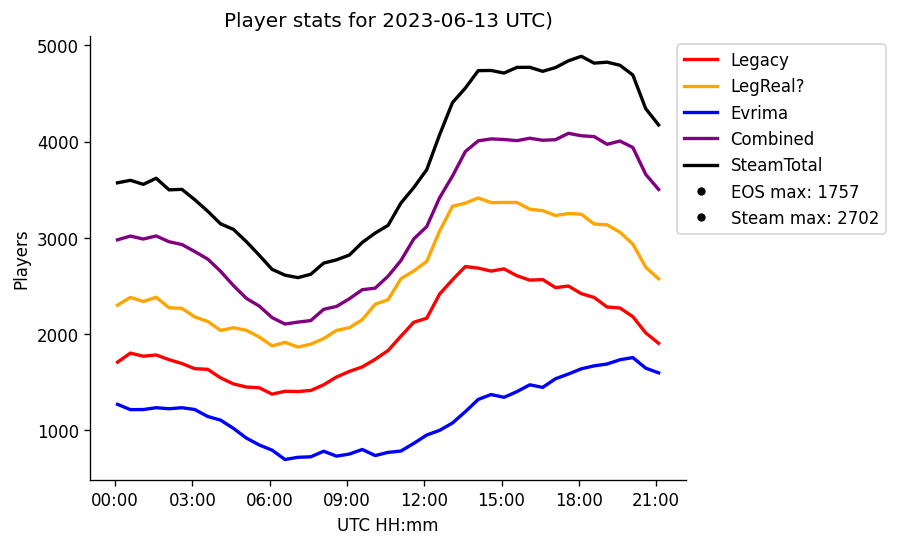 Player stats for 2023-06-13 UTC)
5000
4000
3000
2000
1000
Players
00:00 03:00 06:00 09:00 12:00 15:00 18:00 21:00
UTC HH:mm
Legacy
LegReal?
Evrima
Combined
SteamTotal
EOS max: 1757
Steam max: 2702